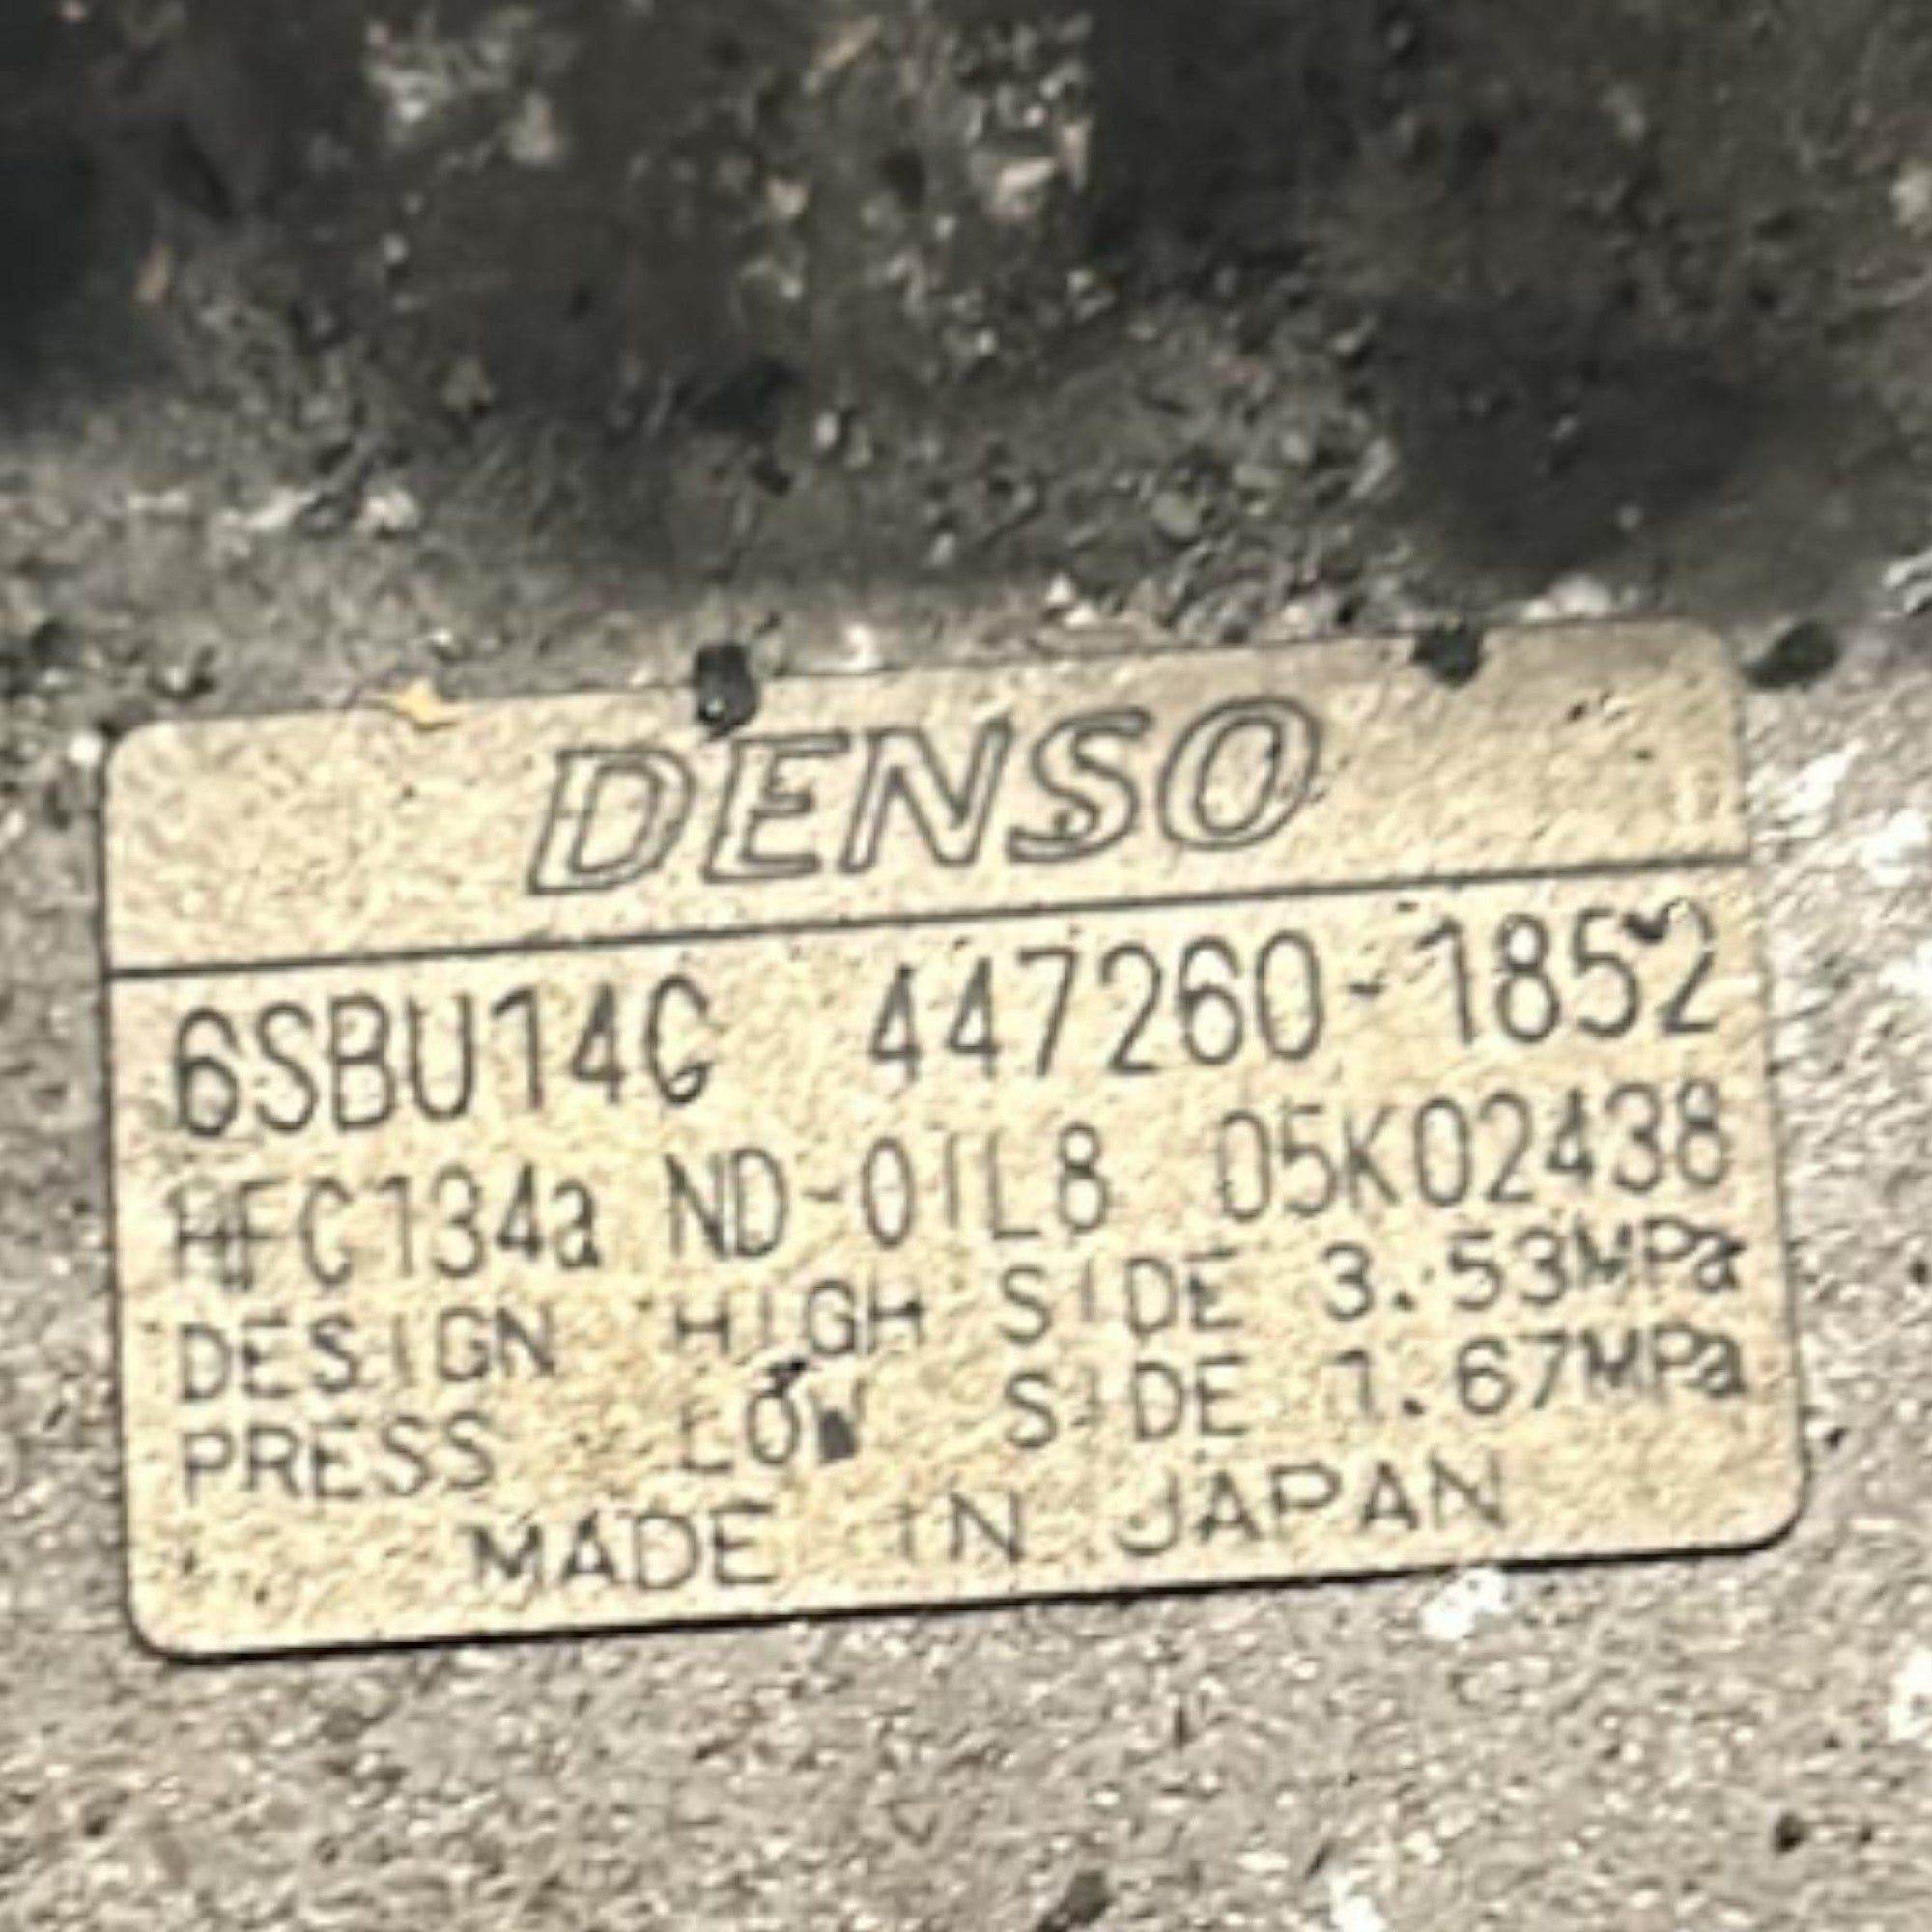 DENSO
6SBU14C 447260-1852
HFC134a ND-OIL8 05K02438
DESIGN HIGH SIDE 3.53MPa
PRESS LOW SIDE 1.67MPa
MADE IN JAPAN